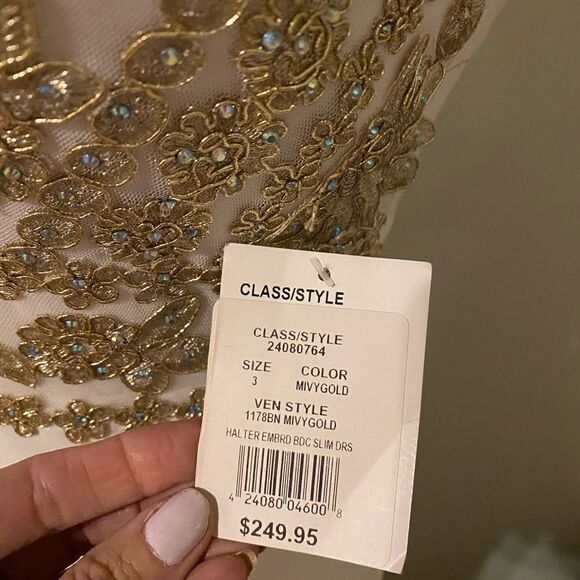 CLASS/STYLE
CLASS/STYLE
24080764
SIZE COLOR
3 MIVYGOLD
VEN STYLE
1178BN MIVYGOLD
HALTER EMBRD BDC SLIM DRS
4 24080 04600 8
$249.95